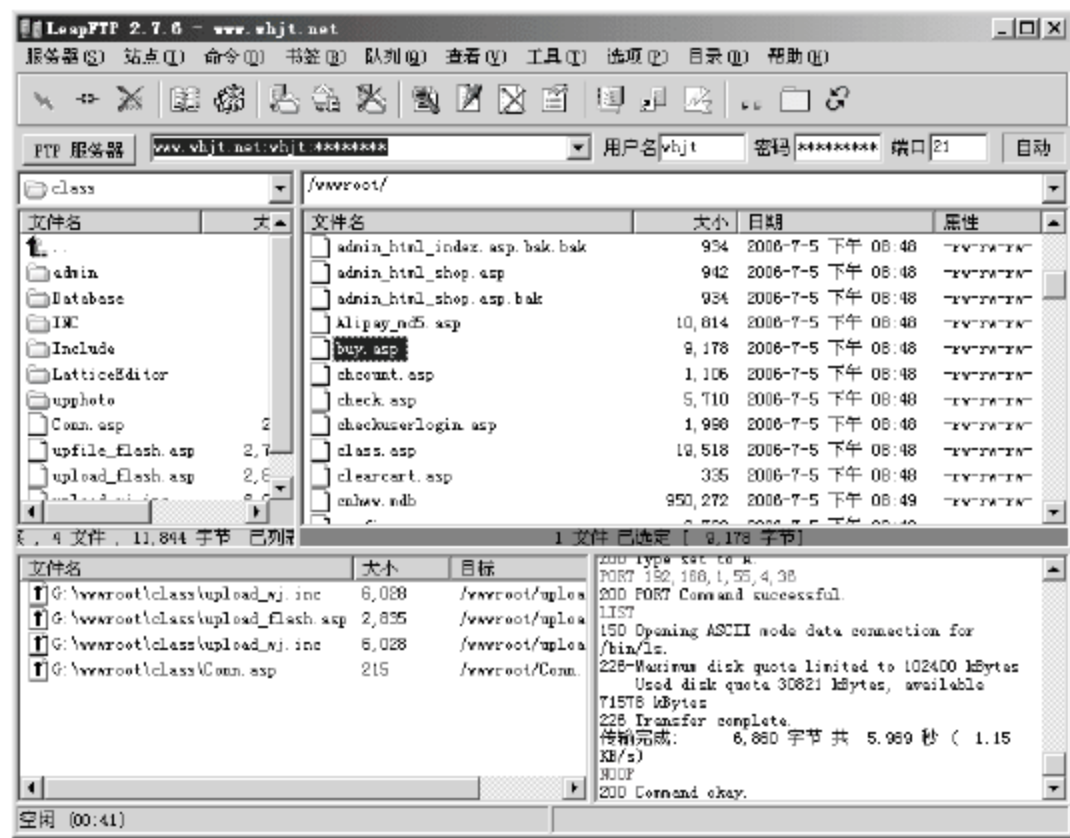 LeapFTP 2.7.6 - www.whjt.net
服务器(S) 站点(T) 命令(O) 书签(B) 队列(Q) 查看(V) 工具(T) 选项(P) 目录(D) 帮助(H)
FTP 服务器 www.whjt.net:whjt:******** 用户名 whjt 密码 ********* 端口 21 自动
class /wwwroot/
文件名 大
..
admin
Database
INC
Include
LatticeEditor
upphoto
Conn.asp 2
upfile_flash.asp 2,7
upload_flash.asp 2,8
文件名 大小 日期 属性
admin_html_index.asp.bak.bak 934 2006-7-5 下午 08:48 -rw-rw-rw-
admin_html_shop.asp 942 2006-7-5 下午 08:48 -rw-rw-rw-
admin_html_shop.asp.bak 934 2006-7-5 下午 08:48 -rw-rw-rw-
Alipay_md5.asp 10,814 2006-7-5 下午 08:48 -rw-rw-rw-
buy.asp 9,178 2006-7-5 下午 08:48 -rw-rw-rw-
chcount.asp 1,106 2006-7-5 下午 08:48 -rw-rw-rw-
check.asp 5,710 2006-7-5 下午 08:48 -rw-rw-rw-
checkuserlogin.asp 1,998 2006-7-5 下午 08:48 -rw-rw-rw-
class.asp 19,518 2006-7-5 下午 08:48 -rw-rw-rw-
clearcart.asp 335 2006-7-5 下午 08:48 -rw-rw-rw-
cnhww.mdb 950,272 2006-7-5 下午 08:49 -rw-rw-rw-
, 4 文件 , 11,844 字节 已列
1 文件 已选定 [ 9,178 字节]
文件名 大小 目标
G:\wwwroot\class\upload_wj.inc 6,028 /wwwroot/uploa
G:\wwwroot\class\upload_flash.asp 2,835 /wwwroot/uploa
G:\wwwroot\class\upload_wj.inc 6,028 /wwwroot/uploa
G:\wwwroot\class\Conn.asp 215 /wwwroot/Conn.
200 Type set to A.
PORT 192,168,1,55,4,38
200 PORT Command successful.
LIST
150 Opening ASCII mode data connection for
/bin/ls.
226-Maximum disk quota limited to 102400 kBytes
Used disk quota 30821 kBytes, available
71578 kBytes
226 Transfer complete.
传输完成: 6,880 字节 共 5.969 秒 ( 1.15
KB/s)
NOOP
200 Command okay.
空闲 (00:41)